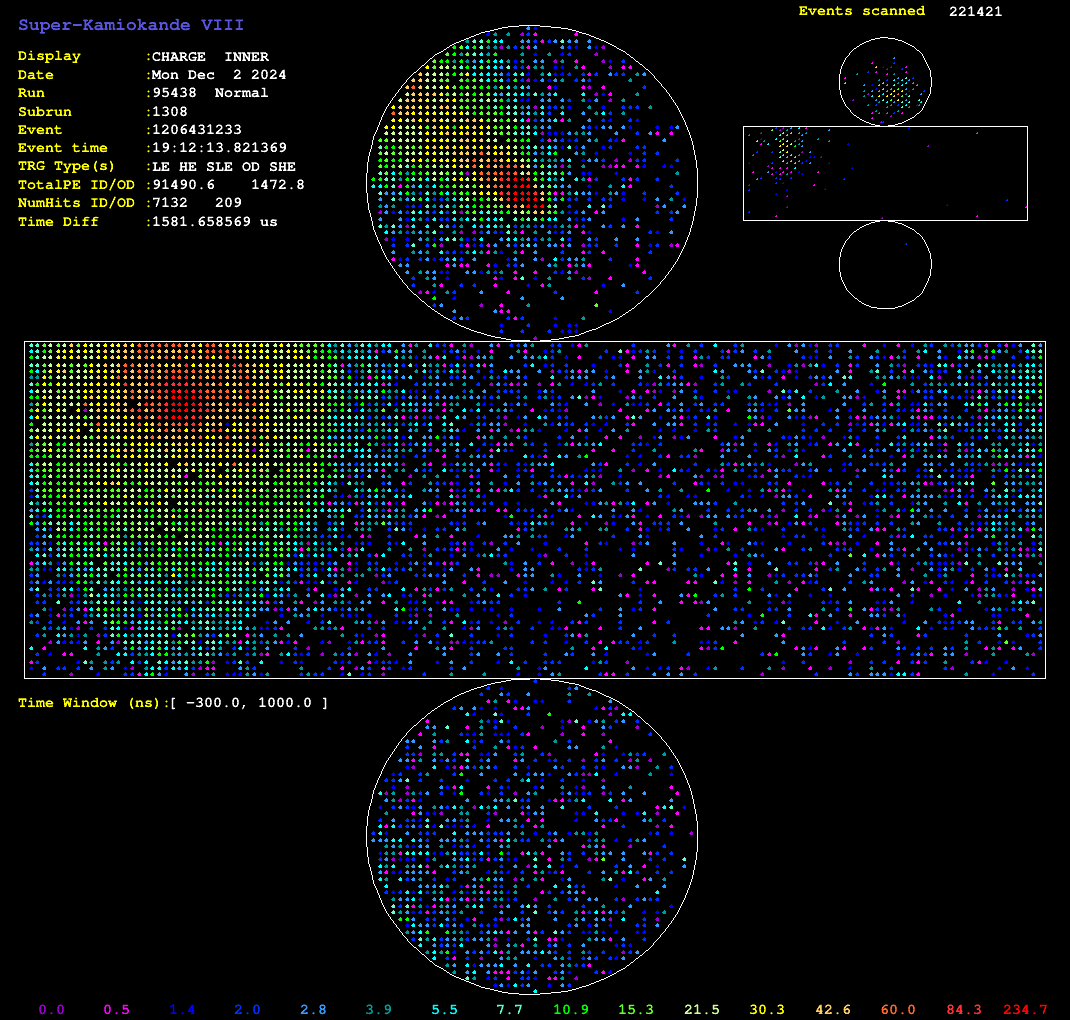 Super-Kamiokande VIII
Events scanned 221421
Display :CHARGE INNER
Date :Mon Dec 2 2024
Run :95438 Normal
Subrun :1308
Event :1206431233
Event time :19:12:13.821369
TRG Type(s) :LE HE SLE OD SHE
TotalPE ID/OD :91490.6 1472.8
NumHits ID/OD :7132 209
Time Diff :1581.658569 us
Time Window (ns):[ -300.0, 1000.0 ]
0.0 0.5 1.4 2.0 2.8 3.9 5.5 7.7 10.9 15.3 21.5 30.3 42.6 60.0 84.3 234.7